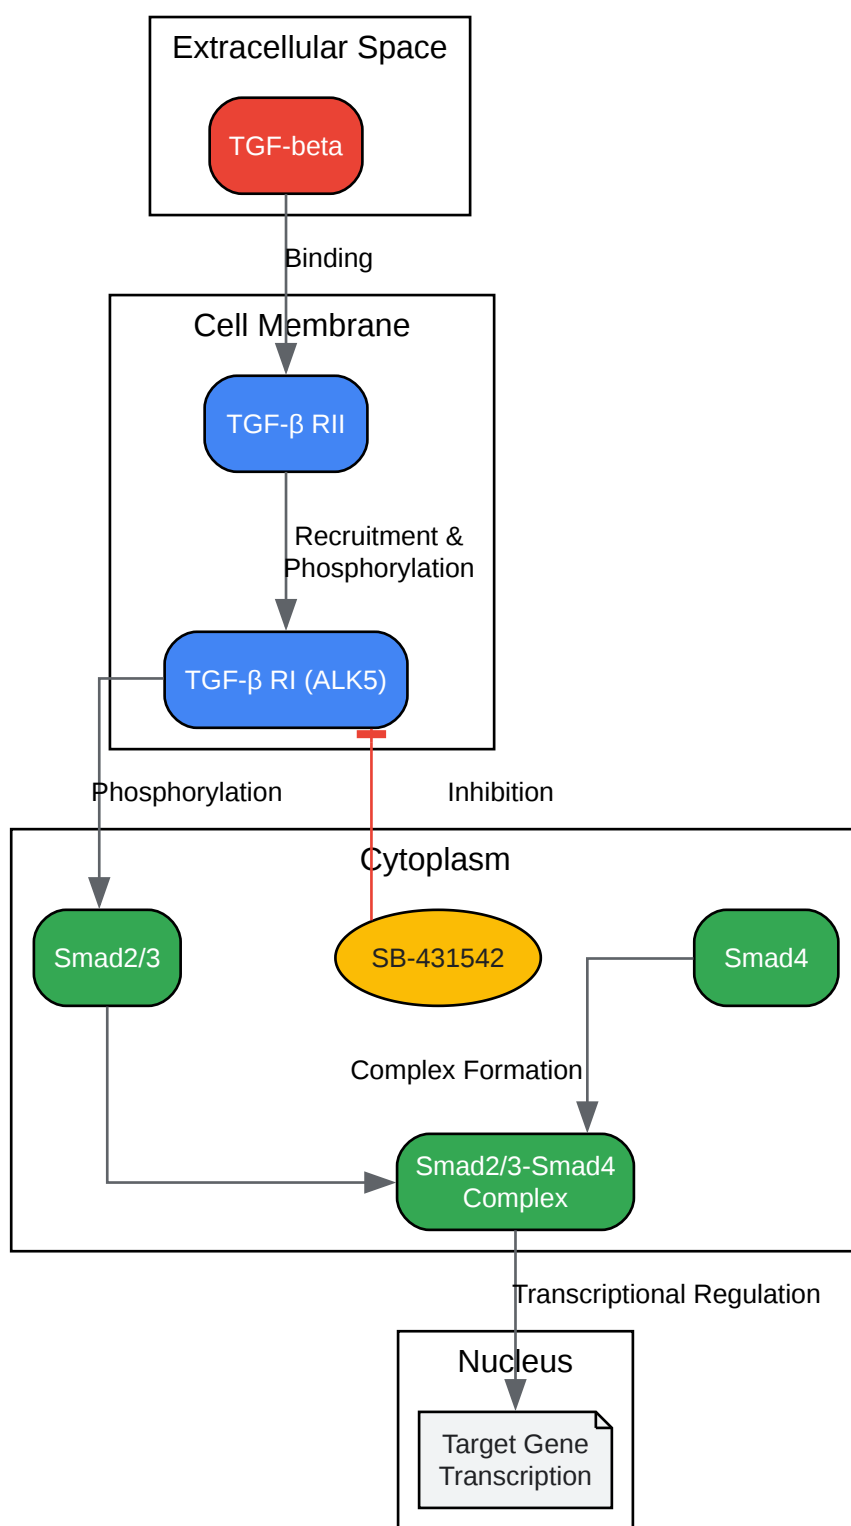 Extracellular Space
TGF-beta
Binding
Cell Membrane
TGF-β RII
Recruitment &
Phosphorylation
TGF-β RI (ALK5)
Phosphorylation
Inhibition
Cytoplasm
Smad2/3
SB-431542
Smad4
Complex Formation
Smad2/3-Smad4
Complex
Transcriptional Regulation
Nucleus
Target Gene
Transcription